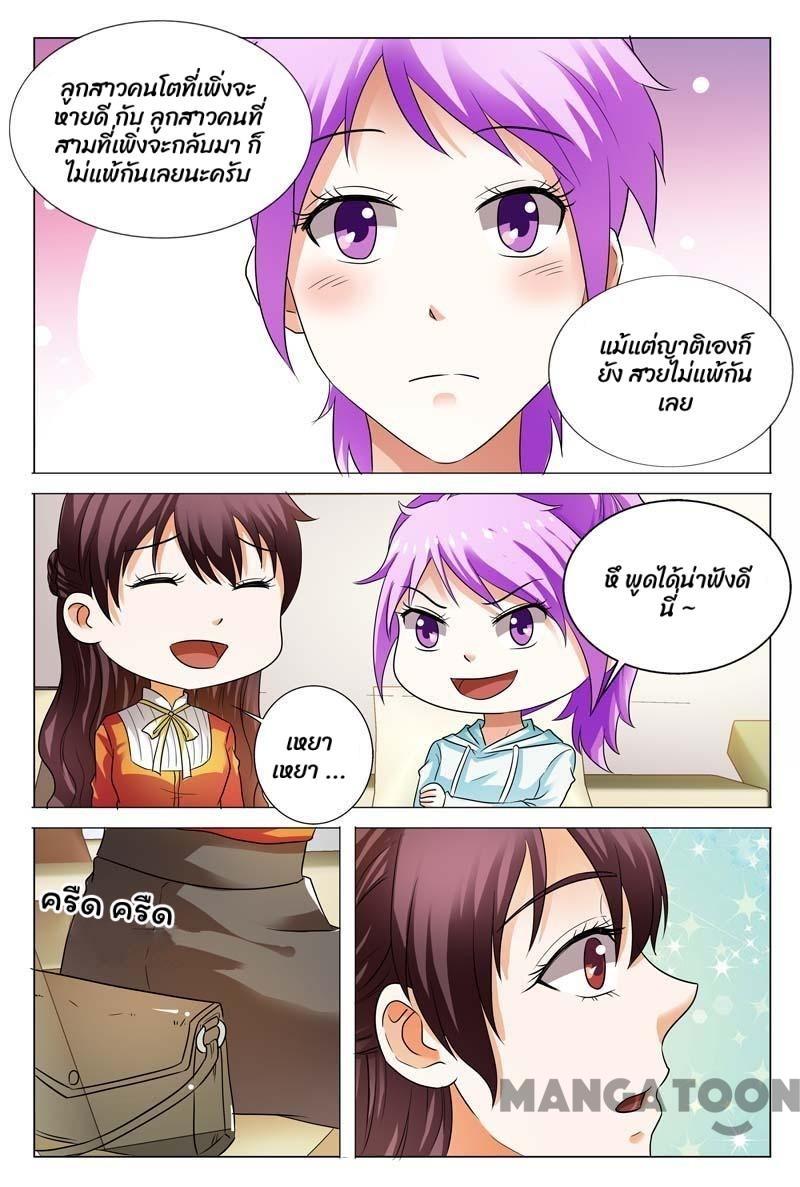 ลูกสาวคนโตที่เพิ่งจะ
หายดี กับ ลูกสาวคนที่
สามที่เพิ่งจะกลับมา ก็
ไม่แพ้กันเลยนะครับ
แม้แต่ญาติเองก็
ยัง สวยไม่แพ้กัน
เลย
หึ พูดได้น่าฟังดี
นี่ ~
เหยา
เหยา ...
ครืด ครืด
MANGATOON